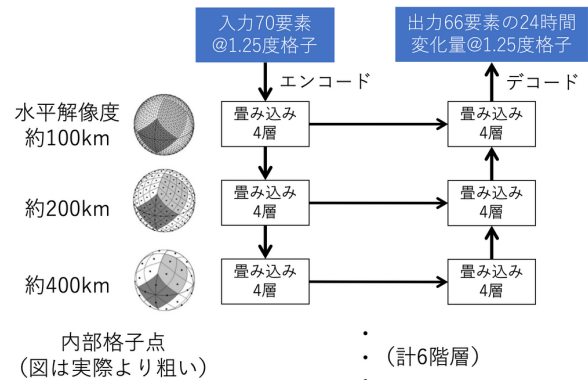 入力70要素
@1.25度格子
出力66要素の24時間
変化量@1.25度格子
エンコード
デコード
水平解像度
約100km
畳み込み
4層
畳み込み
4層
約200km
畳み込み
4層
畳み込み
4層
約400km
畳み込み
4層
畳み込み
4層
内部格子点
(図は実際より粗い)
・
・(計6階層)
・